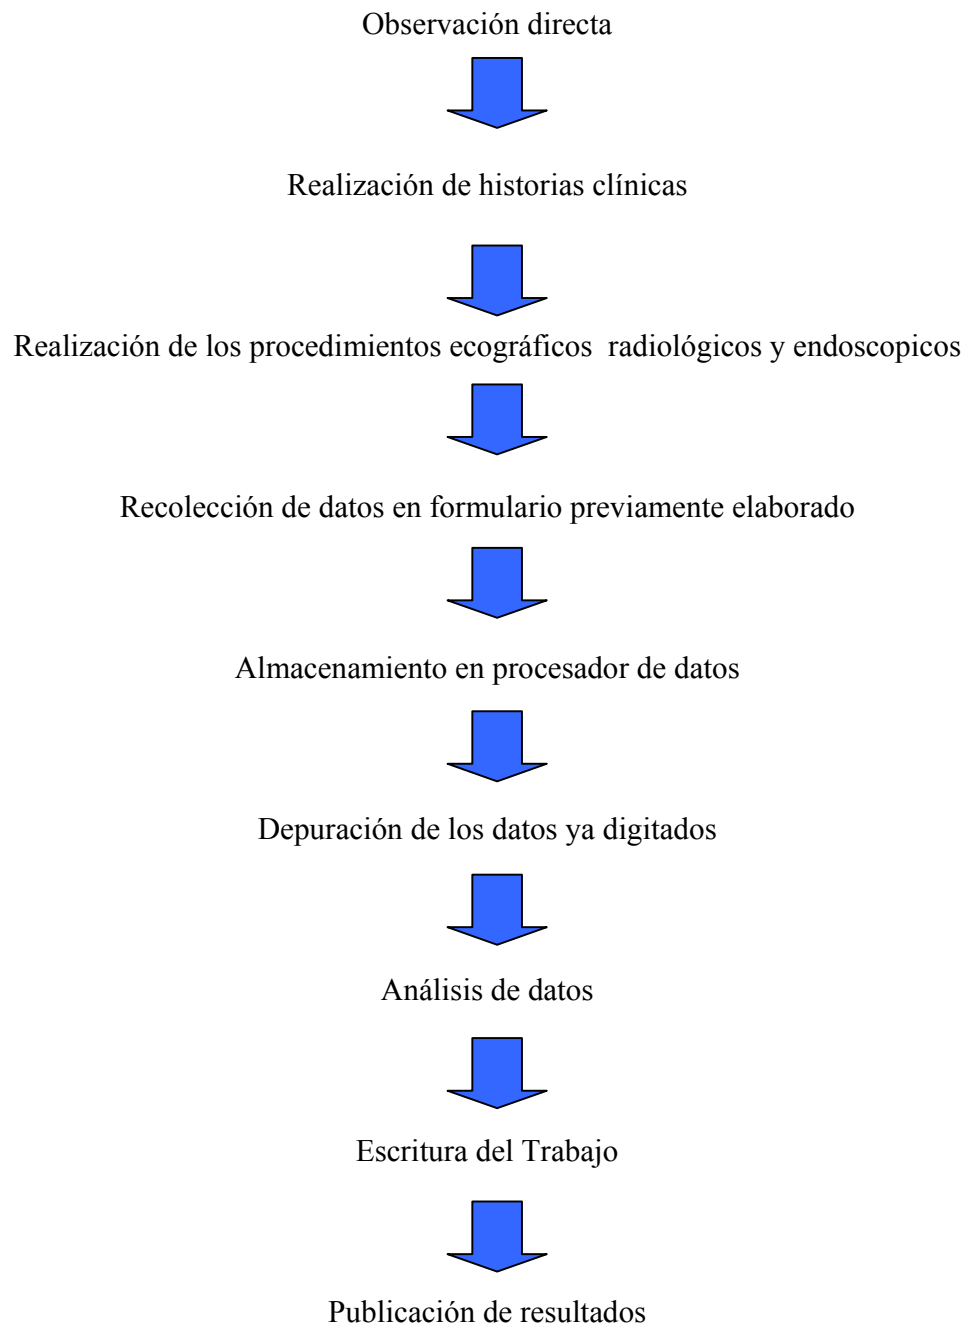 Observación directa
Realización de historias clínicas
Realización de los procedimientos ecográficos  radiológicos y endoscopicos
Recolección de datos en formulario previamente elaborado
Almacenamiento en procesador de datos
Depuración de los datos ya digitados
Análisis de datos
Escritura del Trabajo
Publicación de resultados